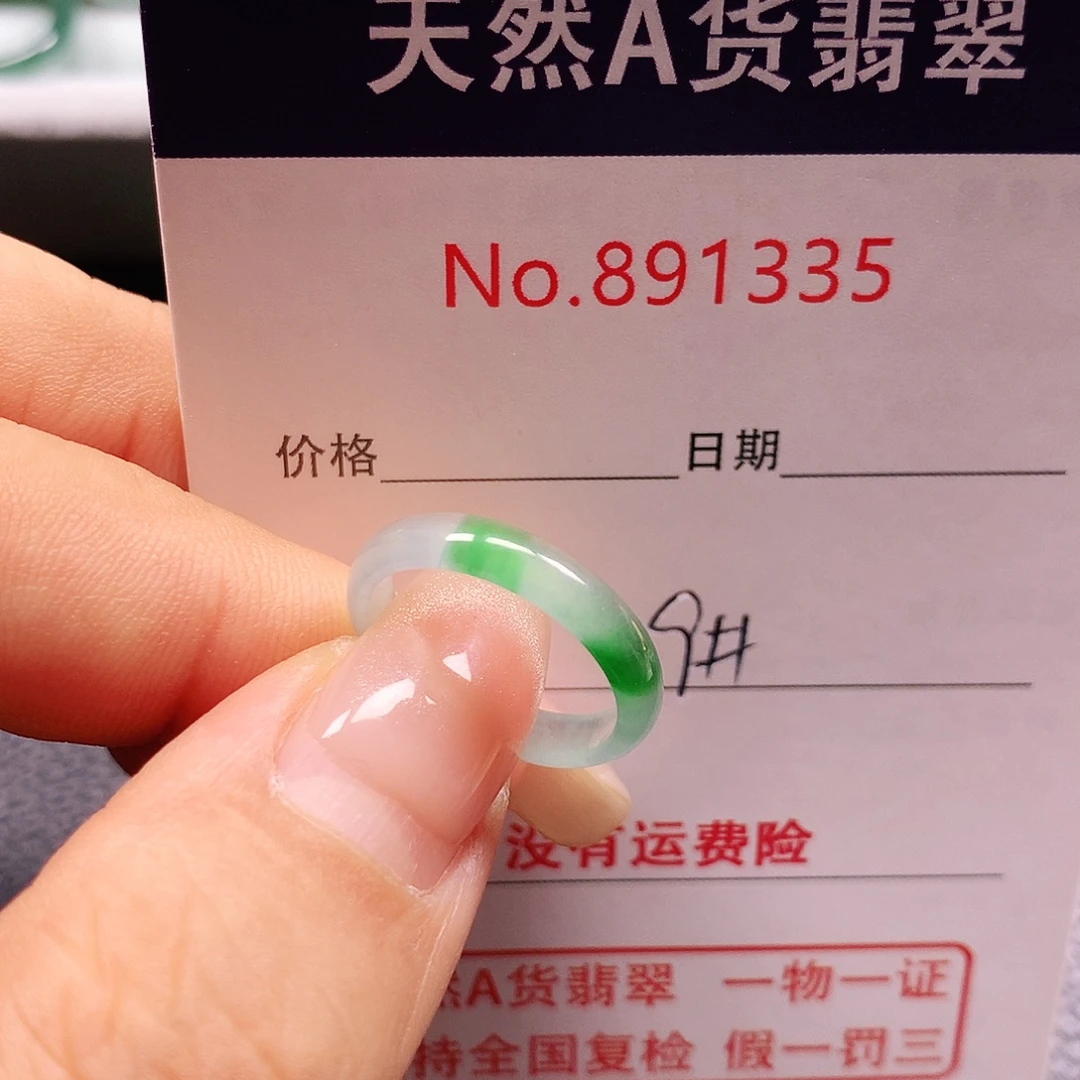 天然A货翡翠
No.891335
价格 日期
9#
没有运费险
然A货翡翠 一物一证
持全国复检 假一罚三